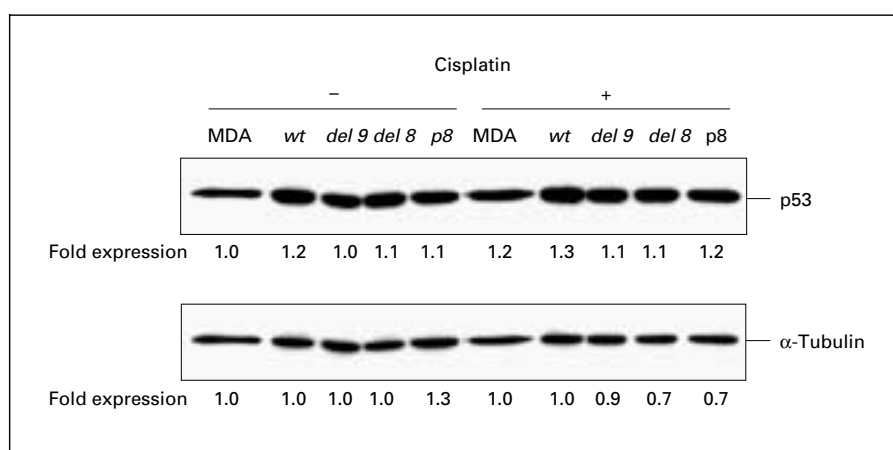 Cisplatin
– +
MDA wt del 9 del 8 p8 MDA wt del 9 del 8 p8
p53
Fold expression 1.0 1.2 1.0 1.1 1.1 1.2 1.3 1.1 1.1 1.2
α-Tubulin
Fold expression 1.0 1.0 1.0 1.0 1.3 1.0 1.0 0.9 0.7 0.7